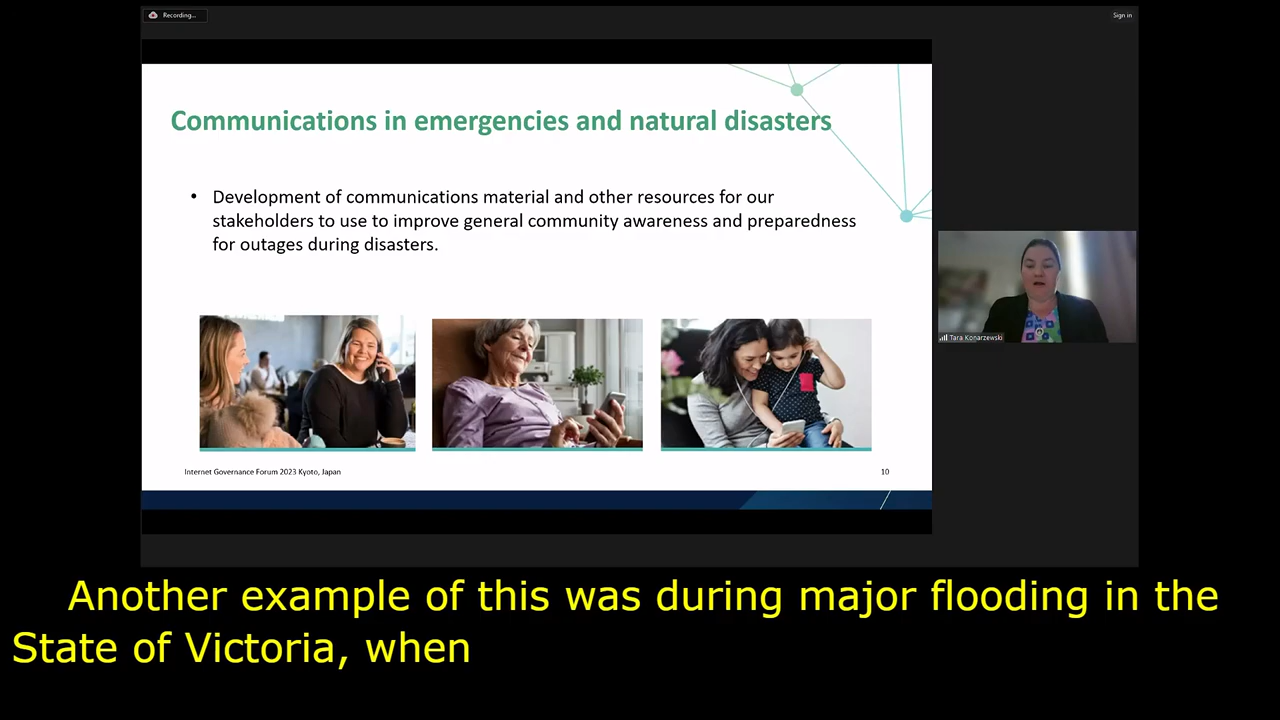 Recording...
Sign in
Communications in emergencies and natural disasters
• Development of communications material and other resources for our
stakeholders to use to improve general community awareness and preparedness
for outages during disasters.
Tara Konarzewski
Internet Governance Forum 2023 Kyoto, Japan
10
Another example of this was during major flooding in the
State of Victoria, when